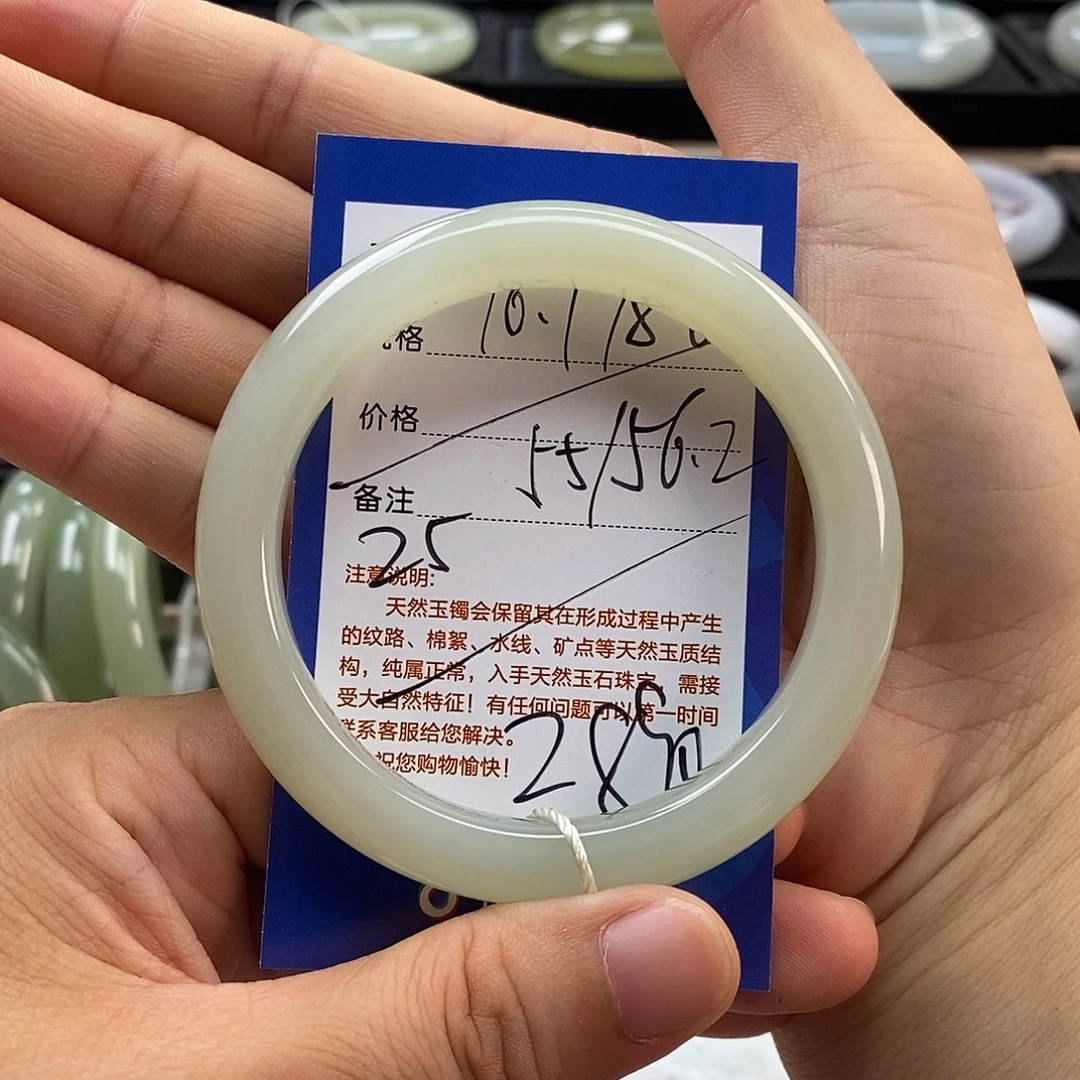 格 10.1/8
价格 55/56.2
备注
25
注意说明:
天然玉镯会保留其在形成过程中产生
的纹路、棉絮、水线、矿点等天然玉质结
构，纯属正常，入手天然玉石珠宝，需接
受大自然特征！有任何问题可以第一时间
联系客服给您解决。
祝您购物愉快！
28